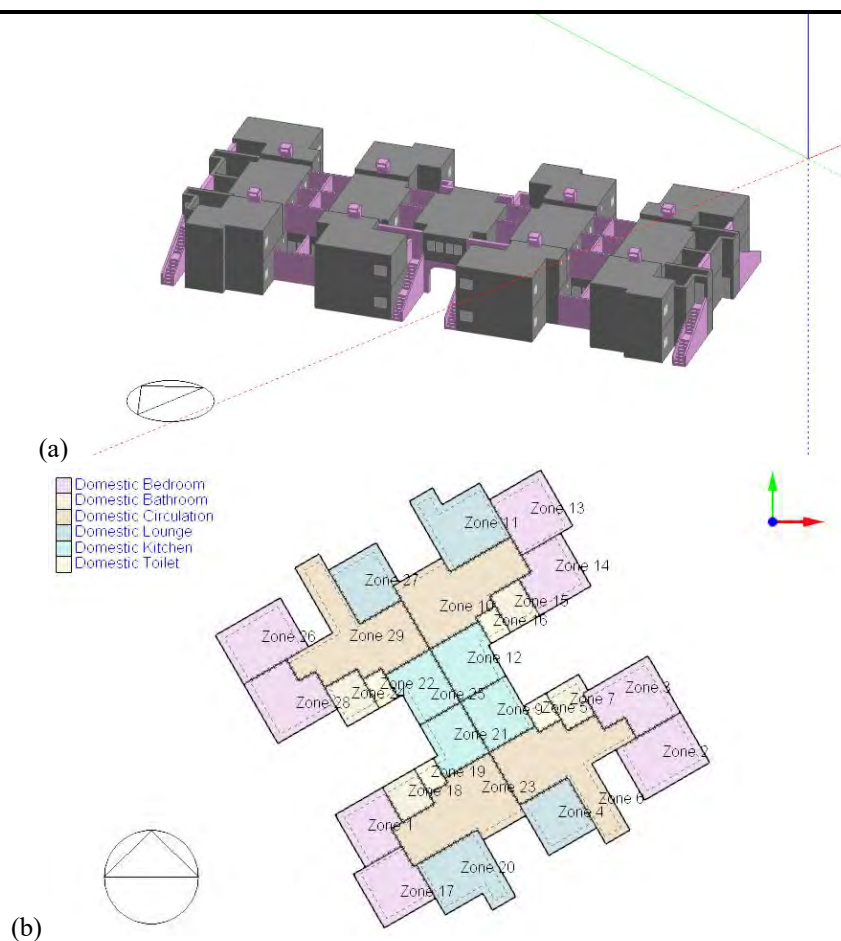 (a)
Domestic Bedroom
Domestic Bathroom
Domestic Circulation
Domestic Lounge
Domestic Kitchen
Domestic Toilet
Zone 13
Zone 11
Zone 14
Zone 27
Zone 15
Zone 10
Zone 16
Zone 26
Zone 29
Zone 12
Zone 22
Zone 3
Zone 25
Zone 28
Zone 7
Zone 5
Zone 9
Zone 21
Zone 2
Zone 19
Zone 23
Zone 18
Zone 6
Zone 4
Zone 1
Zone 20
Zone 17
(b)